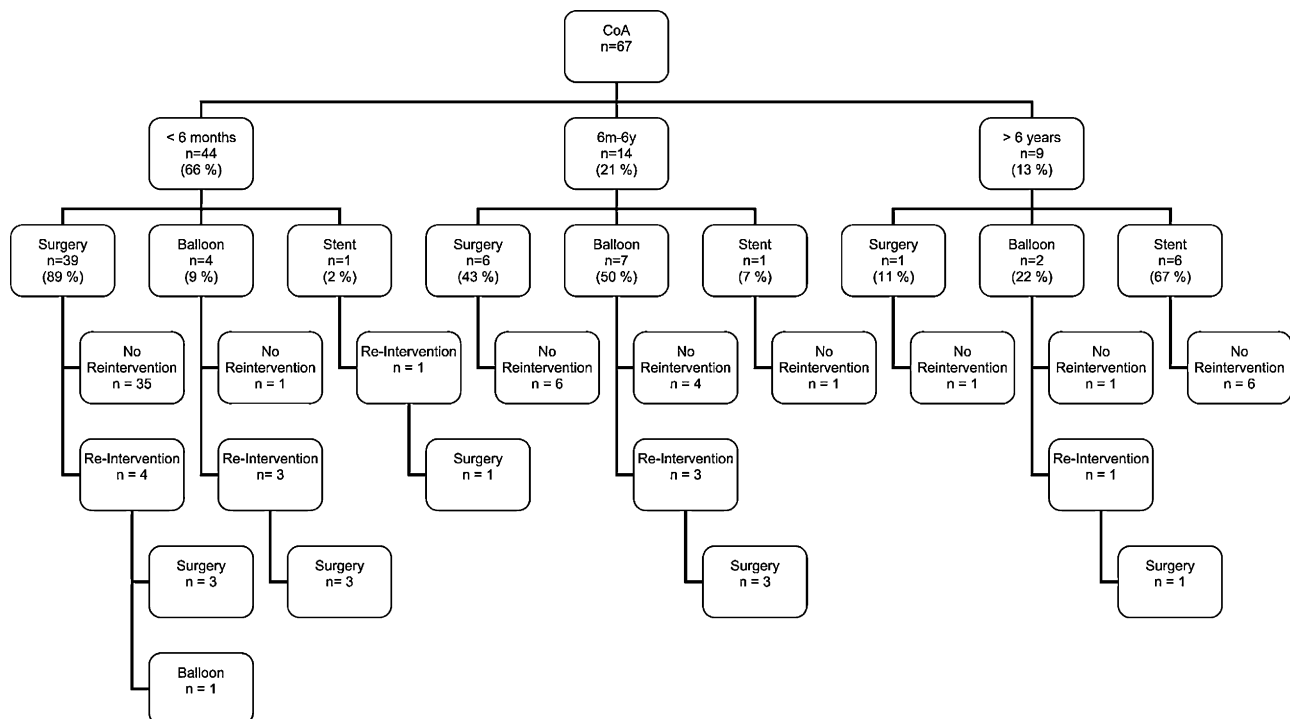 CoA
n=67
< 6 months
n=44
(66 %)
6m-6y
n=14
(21 %)
> 6 years
n=9
(13 %)
Surgery
n=39
(89 %)
Balloon
n=4
(9 %)
Stent
n=1
(2 %)
Surgery
n=6
(43 %)
Balloon
n=7
(50 %)
Stent
n=1
(7 %)
Surgery
n=1
(11 %)
Balloon
n=2
(22 %)
Stent
n=6
(67 %)
No
Reintervention
n = 35
No
Reintervention
n = 1
Re-Intervention
n = 1
No
Reintervention
n = 6
No
Reintervention
n = 4
No
Reintervention
n = 1
No
Reintervention
n = 1
No
Reintervention
n = 1
No
Reintervention
n = 6
Re-Intervention
n = 4
Re-Intervention
n= 3
Surgery
n = 1
Re-Intervention
n = 3
Re-Intervention
n = 1
Surgery
n = 3
Surgery
n = 3
Surgery
n = 3
Surgery
n = 1
Balloon
n = 1